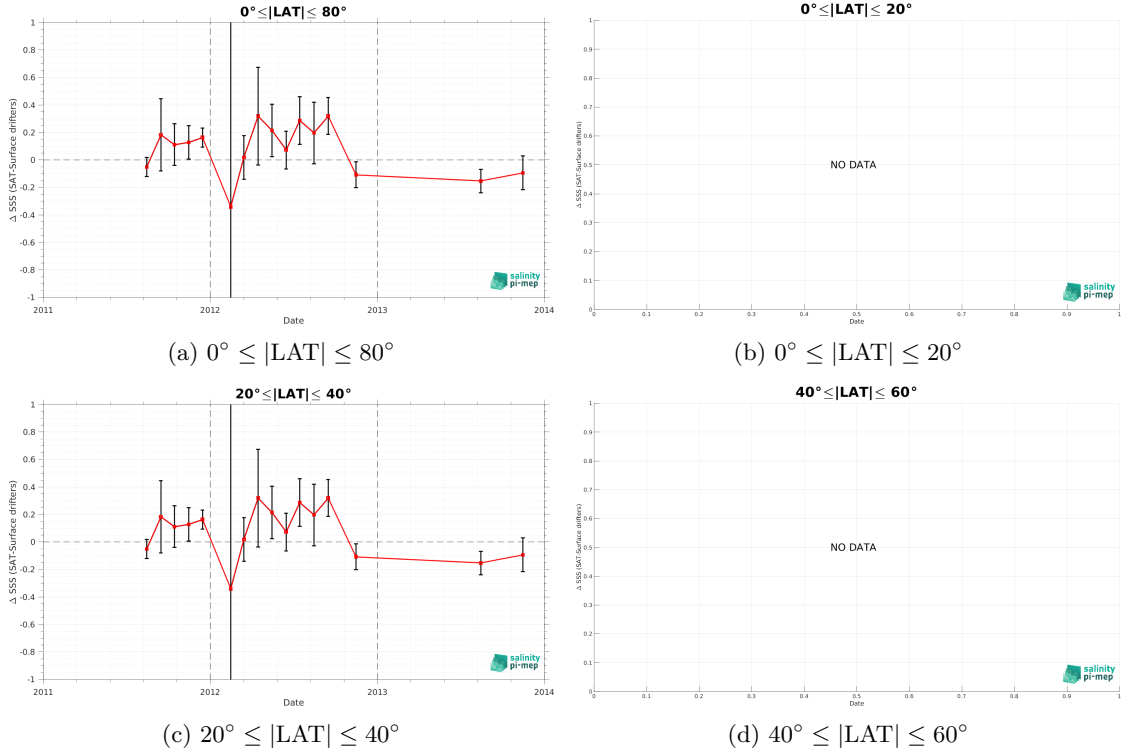 0°≤|LAT|≤ 80°
1
0.8
0.6
0.4
0.2
0
-0.2
-0.4
-0.6
-0.8
-1
Δ SSS (SAT-Surface drifters)
2011
2012
2013
2014
Date
salinity
pi-mep
(a) 0° ≤ |LAT| ≤ 80°
0°≤|LAT|≤ 20°
1
0.9
0.8
0.7
0.6
0.5
0.4
0.3
0.2
0.1
0
Δ SSS (SAT-Surface drifters)
NO DATA
0
0.1
0.2
0.3
0.4
0.5
0.6
0.7
0.8
0.9
1
Date
salinity
pi-mep
(b) 0° ≤ |LAT| ≤ 20°
20°≤|LAT|≤ 40°
1
0.8
0.6
0.4
0.2
0
-0.2
-0.4
-0.6
-0.8
-1
Δ SSS (SAT-Surface drifters)
2011
2012
2013
2014
Date
salinity
pi-mep
(c) 20° ≤ |LAT| ≤ 40°
40°≤|LAT|≤ 60°
1
0.9
0.8
0.7
0.6
0.5
0.4
0.3
0.2
0.1
0
Δ SSS (SAT-Surface drifters)
NO DATA
0
0.1
0.2
0.3
0.4
0.5
0.6
0.7
0.8
0.9
1
Date
salinity
pi-mep
(d) 40° ≤ |LAT| ≤ 60°